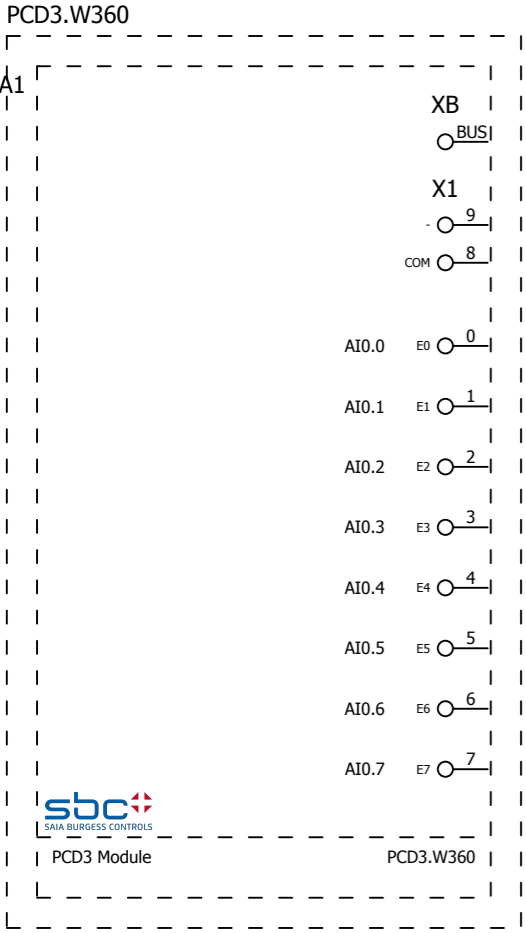 PCD3.W360
A1
XB
BUS
X1
- 9
COM 8
AI0.0 E0 0
AI0.1 E1 1
AI0.2 E2 2
AI0.3 E3 3
AI0.4 E4 4
AI0.5 E5 5
AI0.6 E6 6
AI0.7 E7 7
sbc
SAIA BURGESS CONTROLS
PCD3 Module PCD3.W360